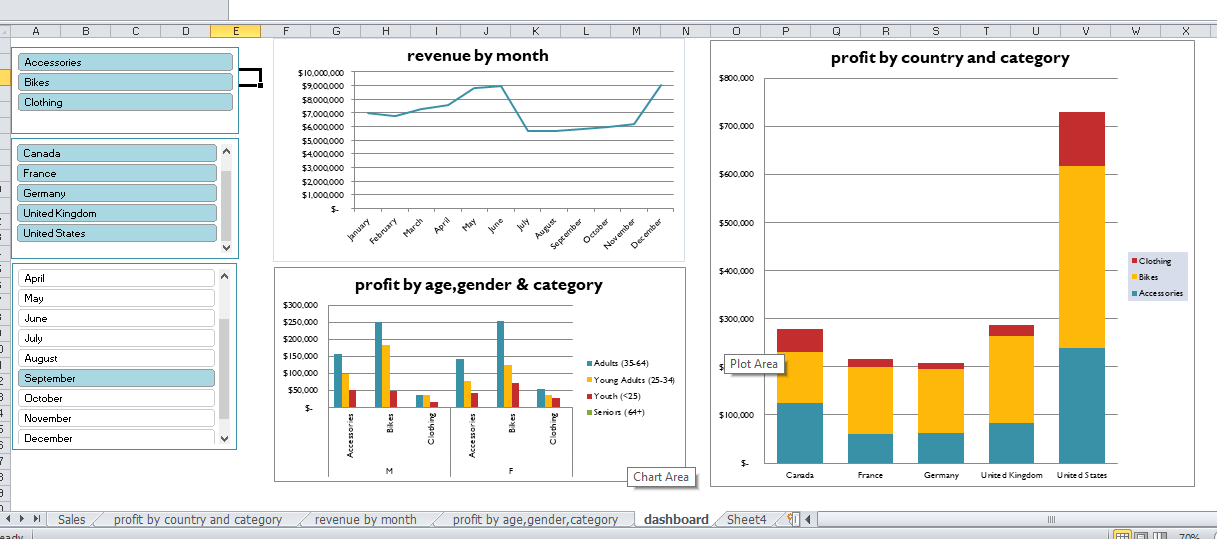 A B C D E F G H I J K L M N O P Q R S T U V W X
Accessories
Bikes
Clothing
Canada
France
Germany
United Kingdom
United States
April
May
June
July
August
September
October
November
December
revenue by month
$10,000,000
$9,000,000
$8,000,000
$7,000,000
$6,000,000
$5,000,000
$4,000,000
$3,000,000
$2,000,000
$1,000,000
$-
January February March April May June July August September October November December
profit by age,gender & category
$300,000
$250,000
$200,000
$150,000
$100,000
$50,000
$-
Accessories Bikes Clothing Accessories Bikes Clothing
M F
Adults (35-64)
Young Adults (25-34)
Youth (<25)
Seniors (64+)
Chart Area
profit by country and category
$800,000
$700,000
$600,000
$500,000
$400,000
$300,000
$
Plot Area
$100,000
$-
Canada France Germany United Kingdom United States
Clothing
Bikes
Accessories
Sales profit by country and category revenue by month profit by age,gender,category dashboard Sheet4
70%